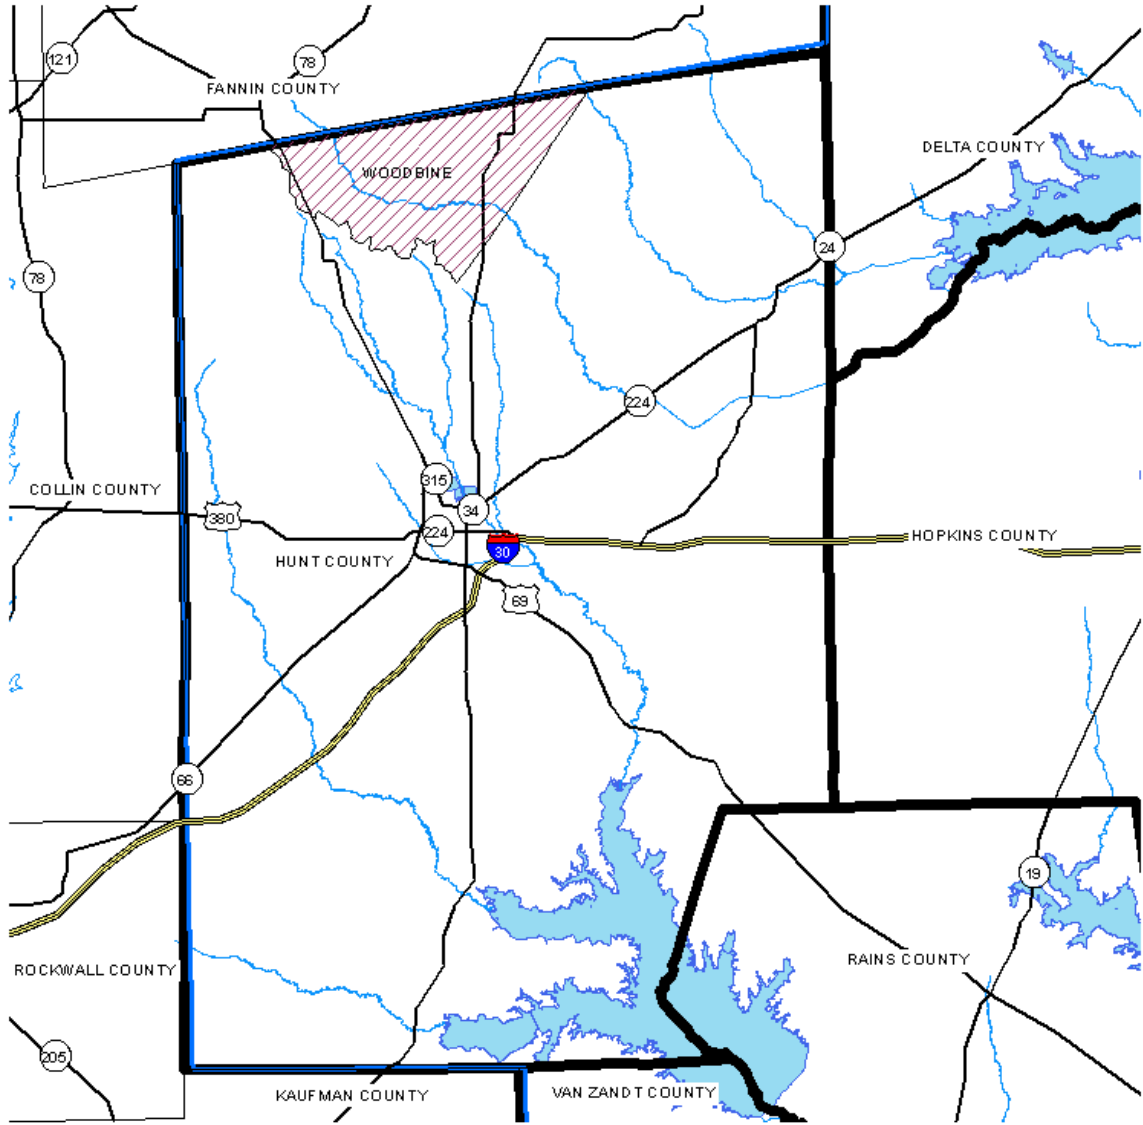 121
78
FANNIN COUNTY
DELTA COUNTY
WOODBINE
24
78
224
315
COLLIN COUNTY
34
380
224
HOPKINS COUNTY
30
HUNT COUNTY
69
66
19
RAINS COUNTY
ROCKWALL COUNTY
205
KAUFMAN COUNTY
VAN ZANDT COUNTY